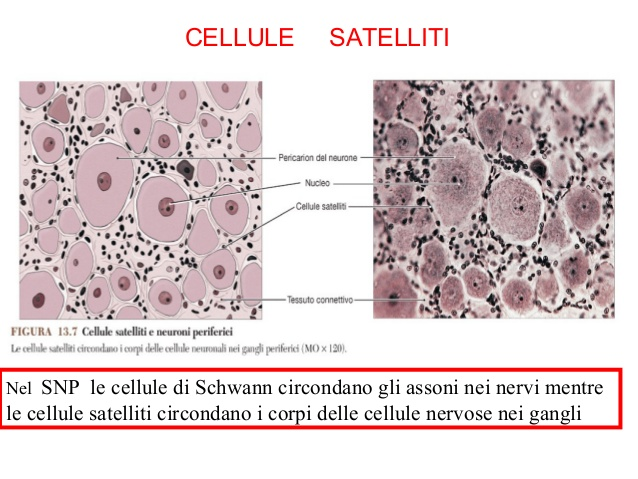 CELLULE SATELLITI
Pericarion del neurone
Nucleo
Cellule satelliti
Tessuto connettivo
FIGURA 13.7 Cellule satelliti e neuroni periferici
Le cellule satelliti circondano i corpi delle cellule neuronali nei gangli periferici (MO × 120).
Nel SNP le cellule di Schwann circondano gli assoni nei nervi mentre
le cellule satelliti circondano i corpi delle cellule nervose nei gangli